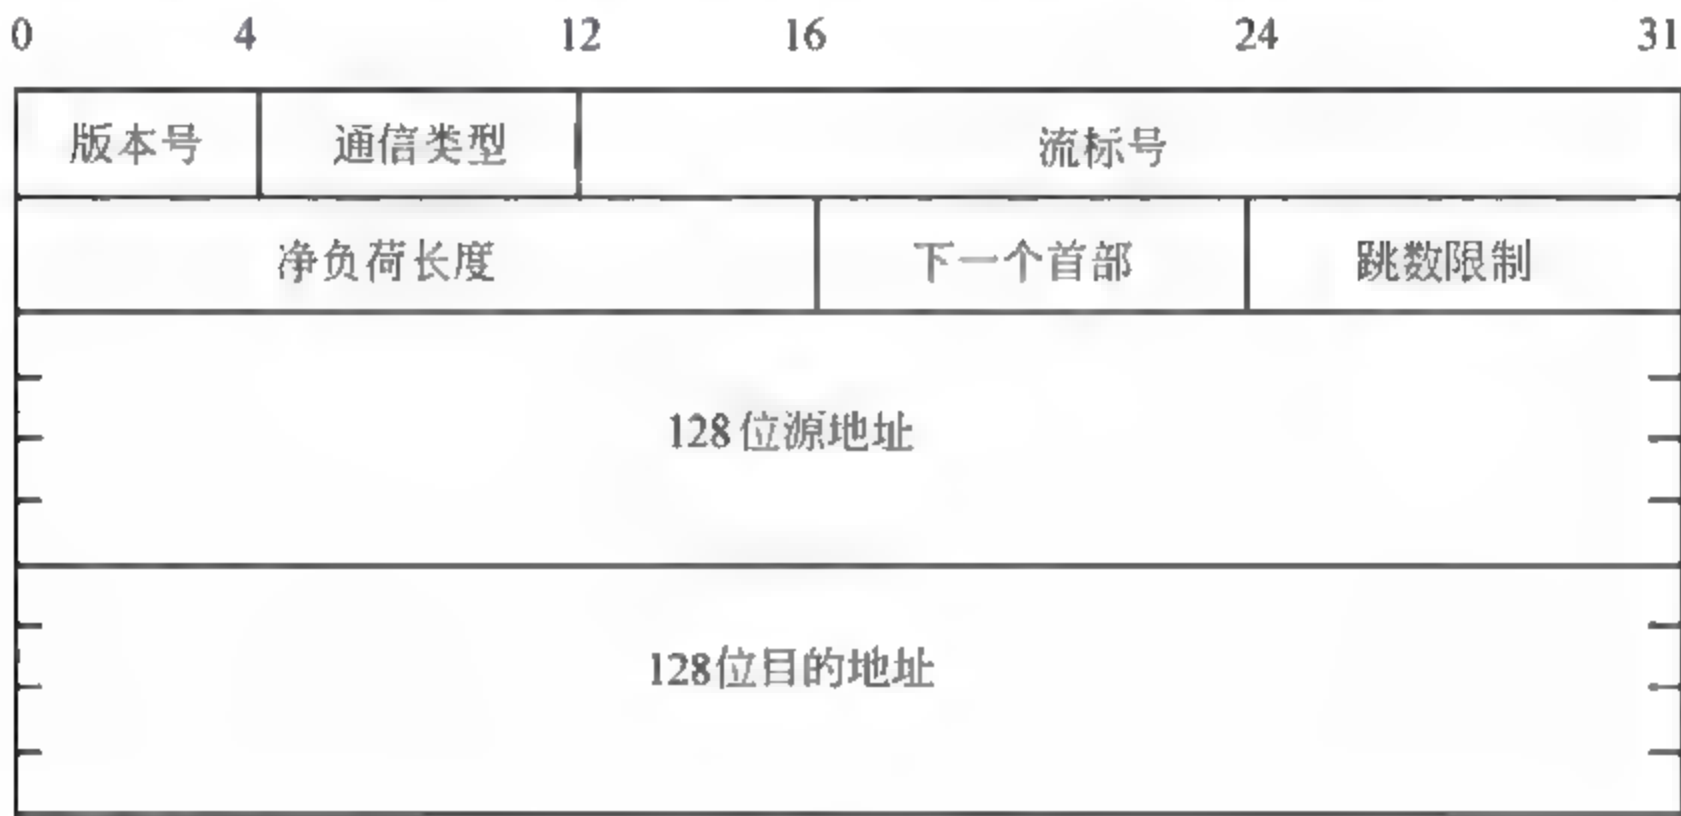 0 4 12 16 24 31
版本号 通信类型 流标号
净负荷长度 下一个首部 跳数限制
128位源地址
128位目的地址